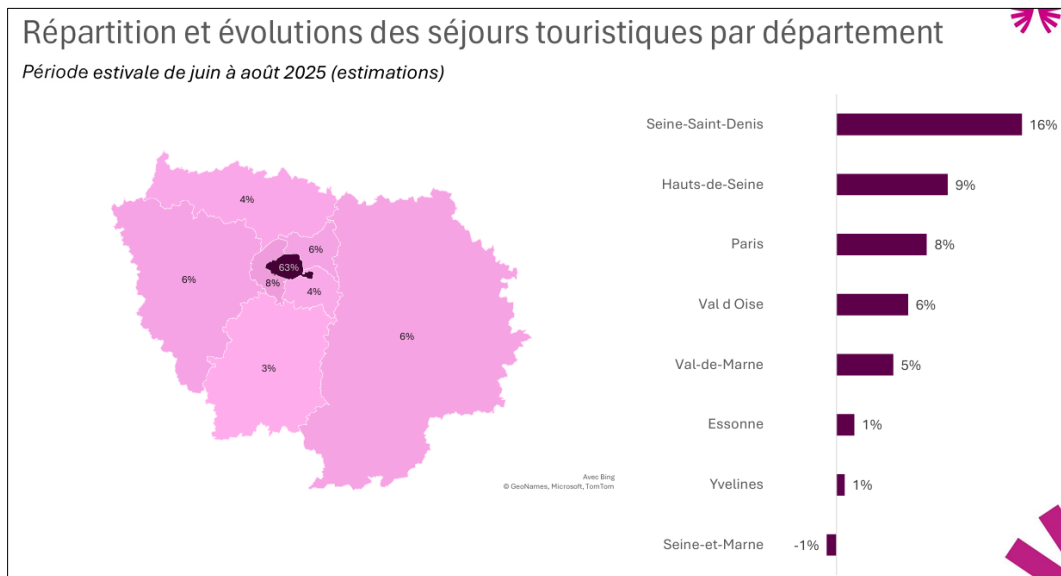 Répartition et évolutions des séjours touristiques par département
Période estivale de juin à août 2025 (estimations)
4%
6%
6%
63%
8%
4%
6%
3%
Avec Bing
© GeoNames, Microsoft, TomTom
Seine-Saint-Denis 16%
Hauts-de-Seine 9%
Paris 8%
Val d Oise 6%
Val-de-Marne 5%
Essonne 1%
Yvelines 1%
Seine-et-Marne -1%